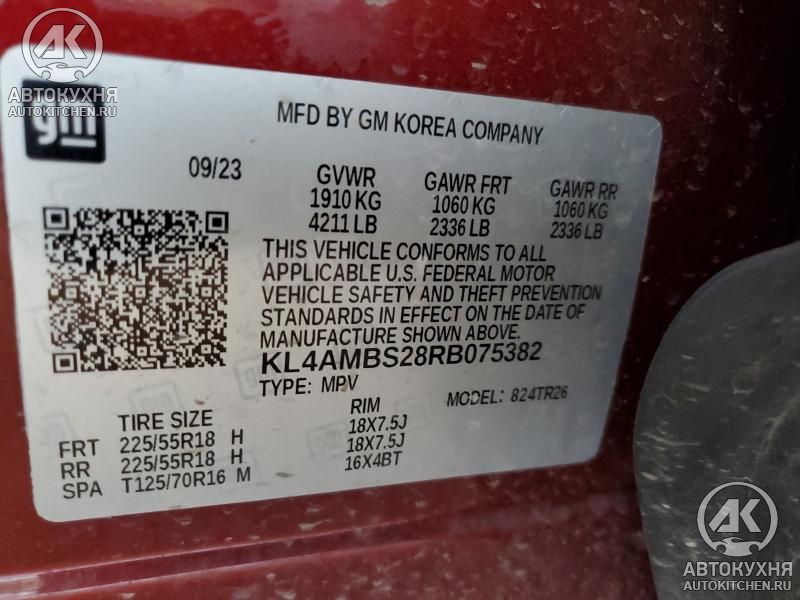 АК
АВТОКУХНЯ
AUTOKITCHEN.RU
gm
MFD BY GM KOREA COMPANY
09/23
GVWR GAWR FRT GAWR RR
1910 KG 1060 KG 1060 KG
4211 LB 2336 LB 2336 LB
THIS VEHICLE CONFORMS TO ALL
APPLICABLE U.S. FEDERAL MOTOR
VEHICLE SAFETY AND THEFT PREVENTION
STANDARDS IN EFFECT ON THE DATE OF
MANUFACTURE SHOWN ABOVE.
KL4AMBS28RB075382
TYPE: MPV MODEL: 824TR26
TIRE SIZE RIM
FRT 225/55R18 H 18X7.5J
RR 225/55R18 H 18X7.5J
SPA T125/70R16 M 16X4BT
АК
АВТОКУХНЯ
AUTOKITCHEN.RU